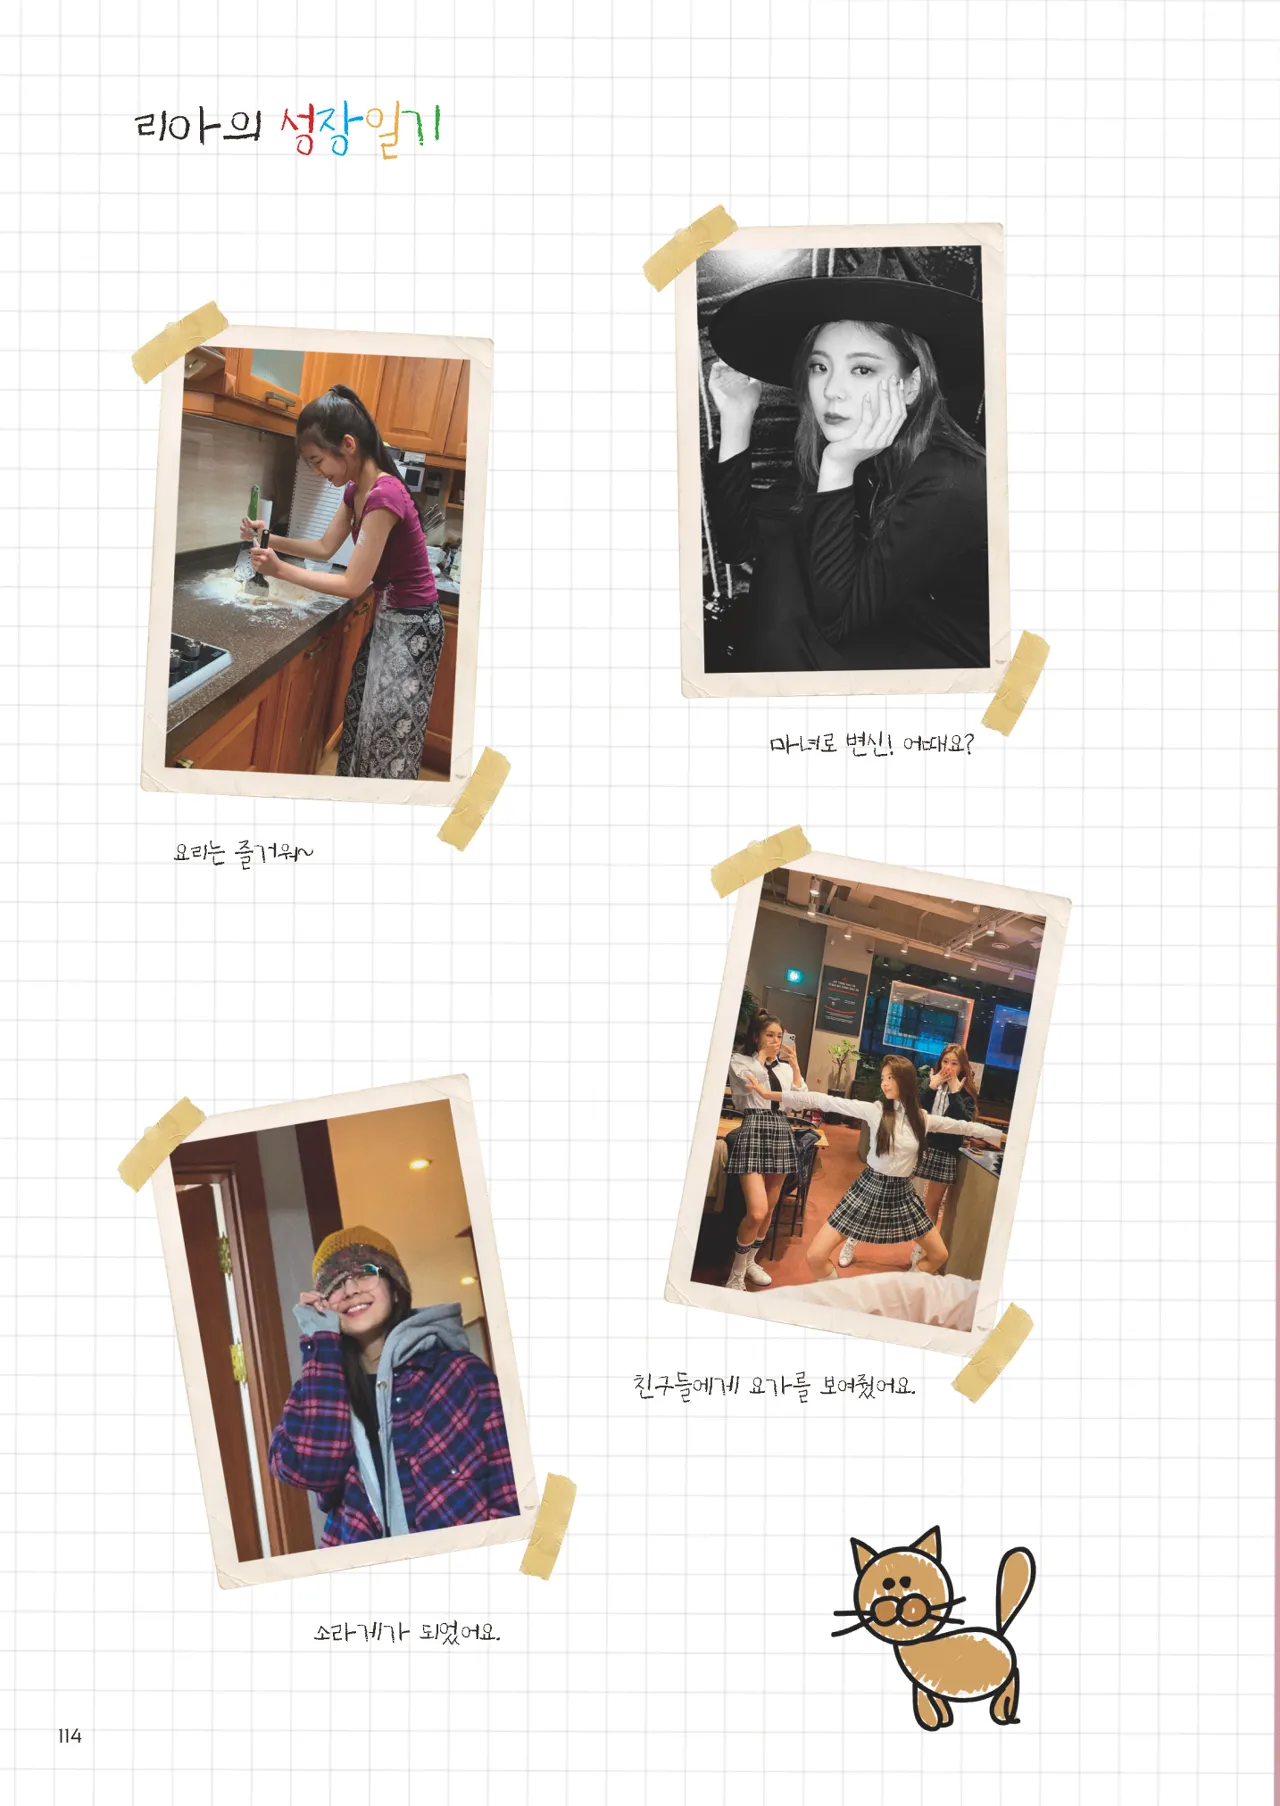 리아의 성장일기
마녀로 변신! 어때요?
요리는 즐거워~
친구들에게 요가를 보여줬어요.
소라게가 되었어요.
114